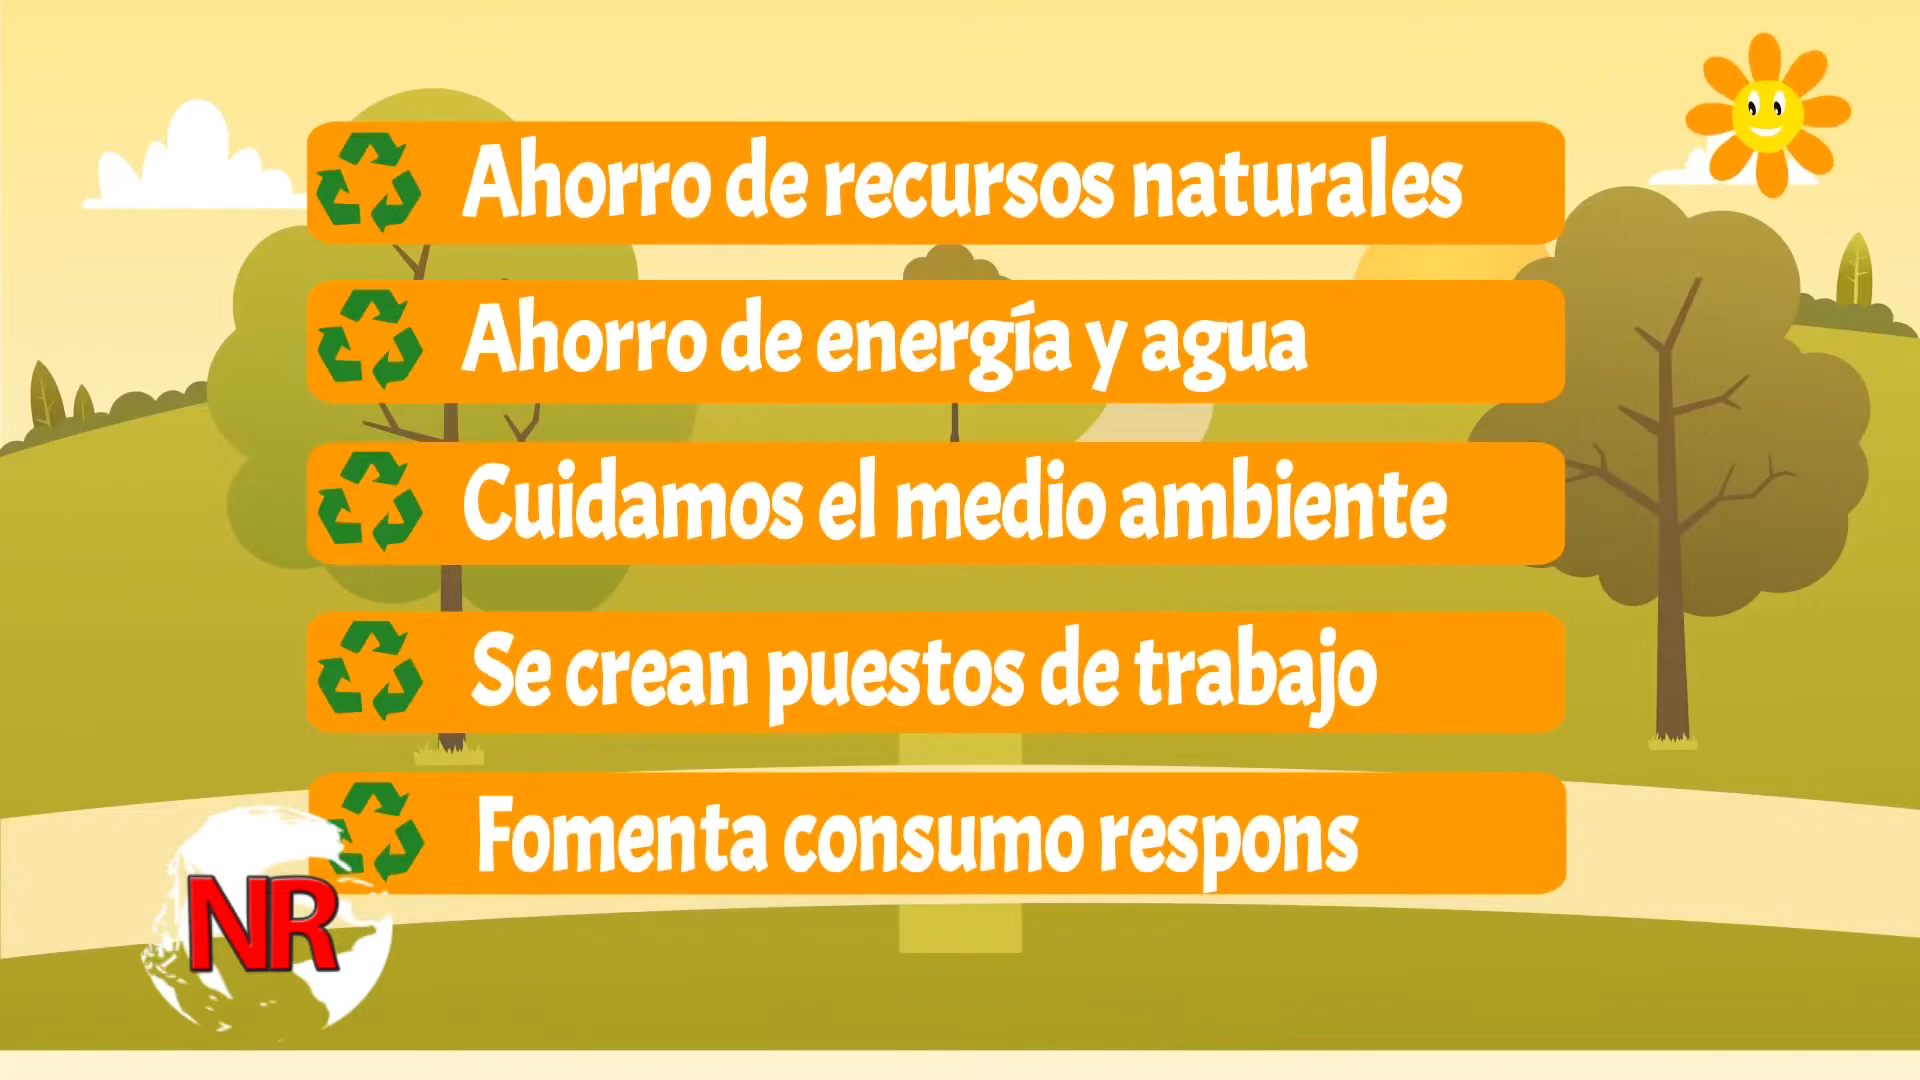 Ahorro de recursos naturales
Ahorro de energía y agua
Cuidamos el medio ambiente
Se crean puestos de trabajo
Fomenta consumo respons
NR